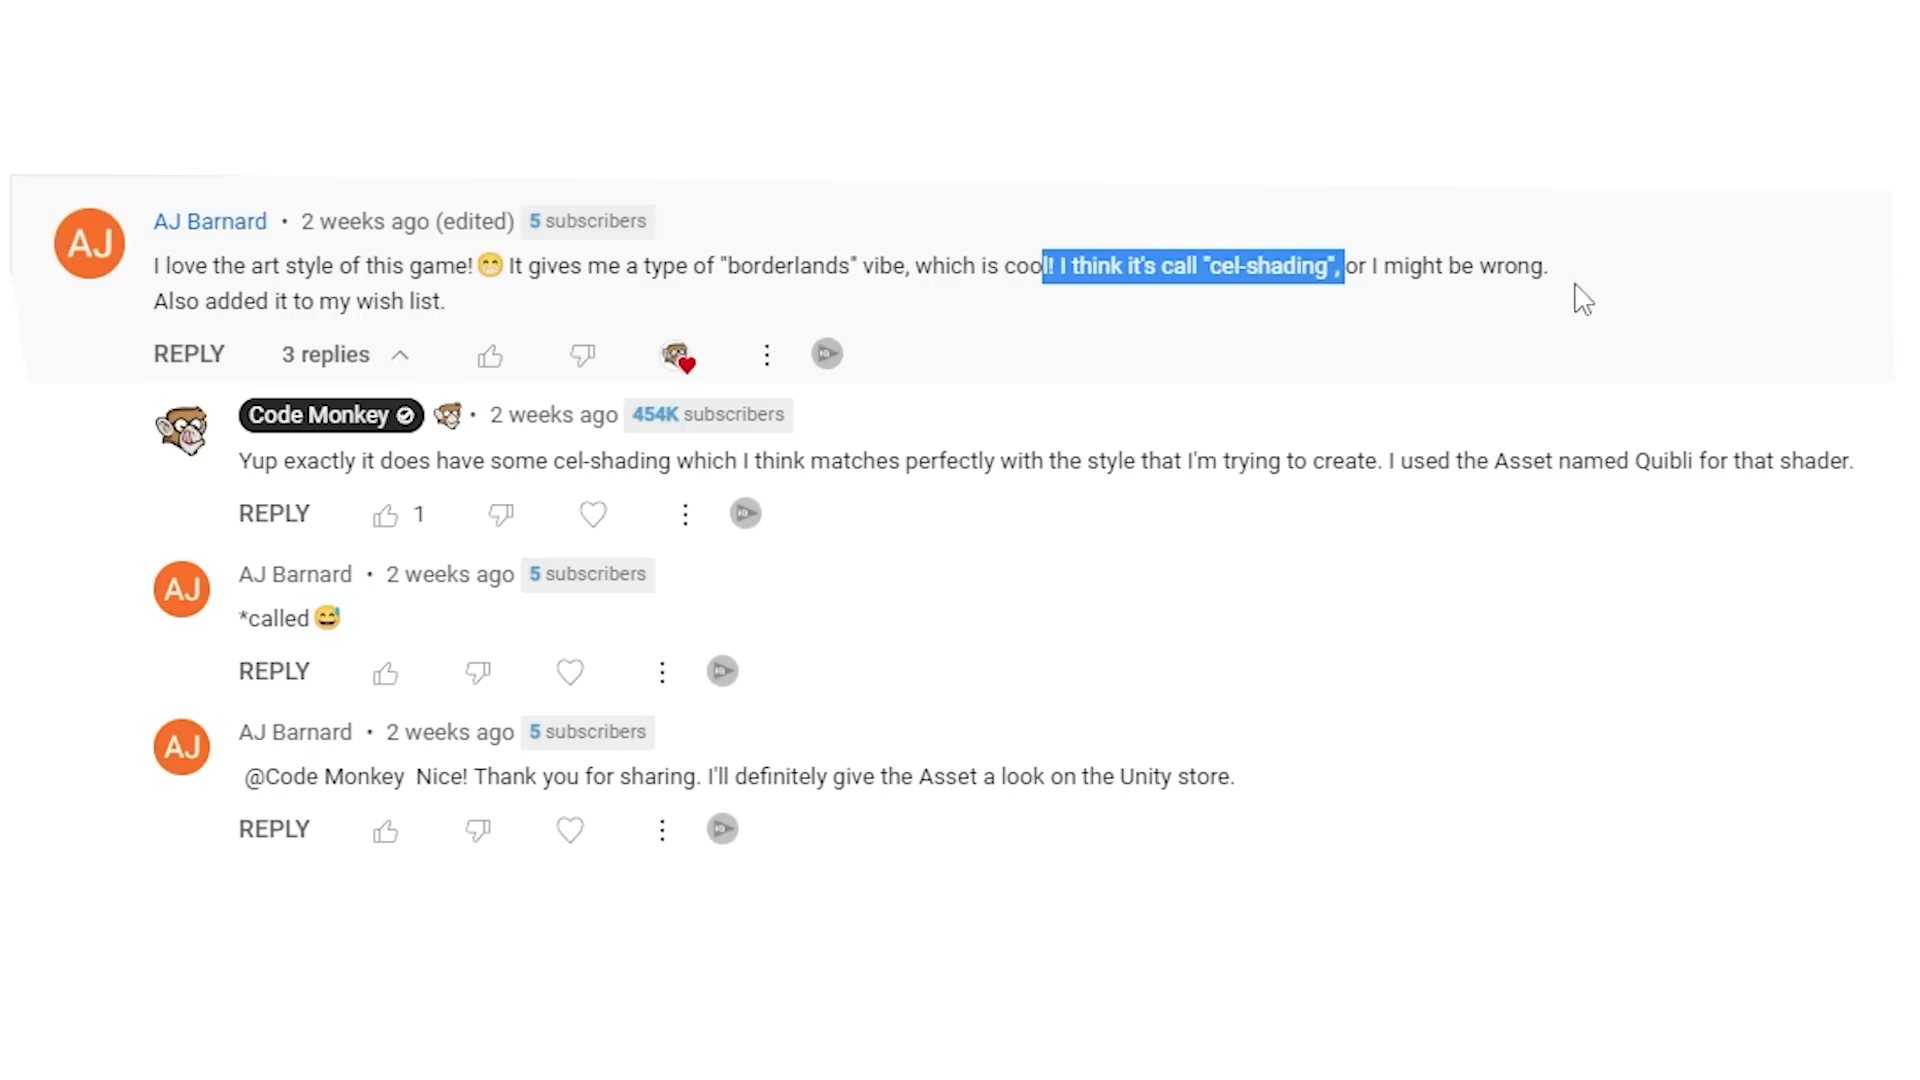 AJ
AJ Barnard • 2 weeks ago (edited) 5 subscribers
I love the art style of this game!😁 It gives me a type of "borderlands" vibe, which is cool! I think it's call "cel-shading", or I might be wrong.
Also added it to my wish list.
REPLY 3 replies
Code Monkey • 2 weeks ago 454K subscribers
Yup exactly it does have some cel-shading which I think matches perfectly with the style that I'm trying to create. I used the Asset named Quibli for that shader.
REPLY 1
AJ
AJ Barnard • 2 weeks ago 5 subscribers
*called 😅
REPLY
AJ
AJ Barnard • 2 weeks ago 5 subscribers
@Code Monkey Nice! Thank you for sharing. I'll definitely give the Asset a look on the Unity store.
REPLY